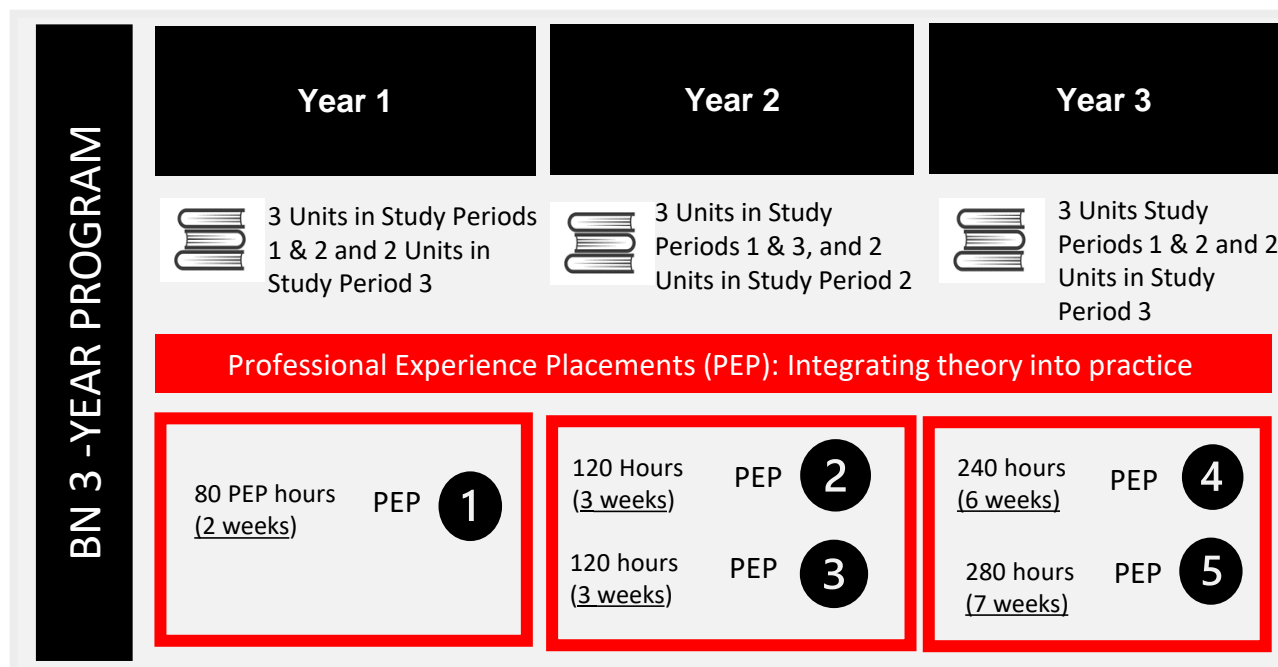 BN 3 -YEAR PROGRAM
Year 1
Year 2
Year 3
3 Units in Study Periods
1 & 2 and 2 Units in
Study Period 3
3 Units in Study
Periods 1 & 3, and 2
Units in Study Period 2
3 Units Study
Periods 1 & 2 and 2
Units in Study
Period 3
Professional Experience Placements (PEP): Integrating theory into practice
80 PEP hours
(2 weeks)
PEP 1
120 Hours
(3 weeks)
PEP 2
120 hours
(3 weeks)
PEP 3
240 hours
(6 weeks)
PEP 4
280 hours
(7 weeks)
PEP 5